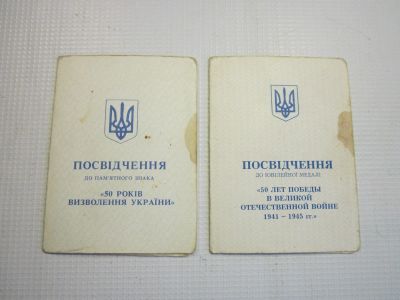 ПОСВІДЧЕННЯ
ДО ПАМ'ЯТНОГО ЗНАКА
«50 РОКІВ
ВИЗВОЛЕННЯ УКРАЇНИ»
ПОСВІДЧЕННЯ
ДО ЮВІЛЕЙНОЇ МЕДАЛІ
«50 ЛЕТ ПОБЕДЫ
В ВЕЛИКОЙ
ОТЕЧЕСТВЕННОЙ ВОЙНЕ
1941 – 1945 гг.»